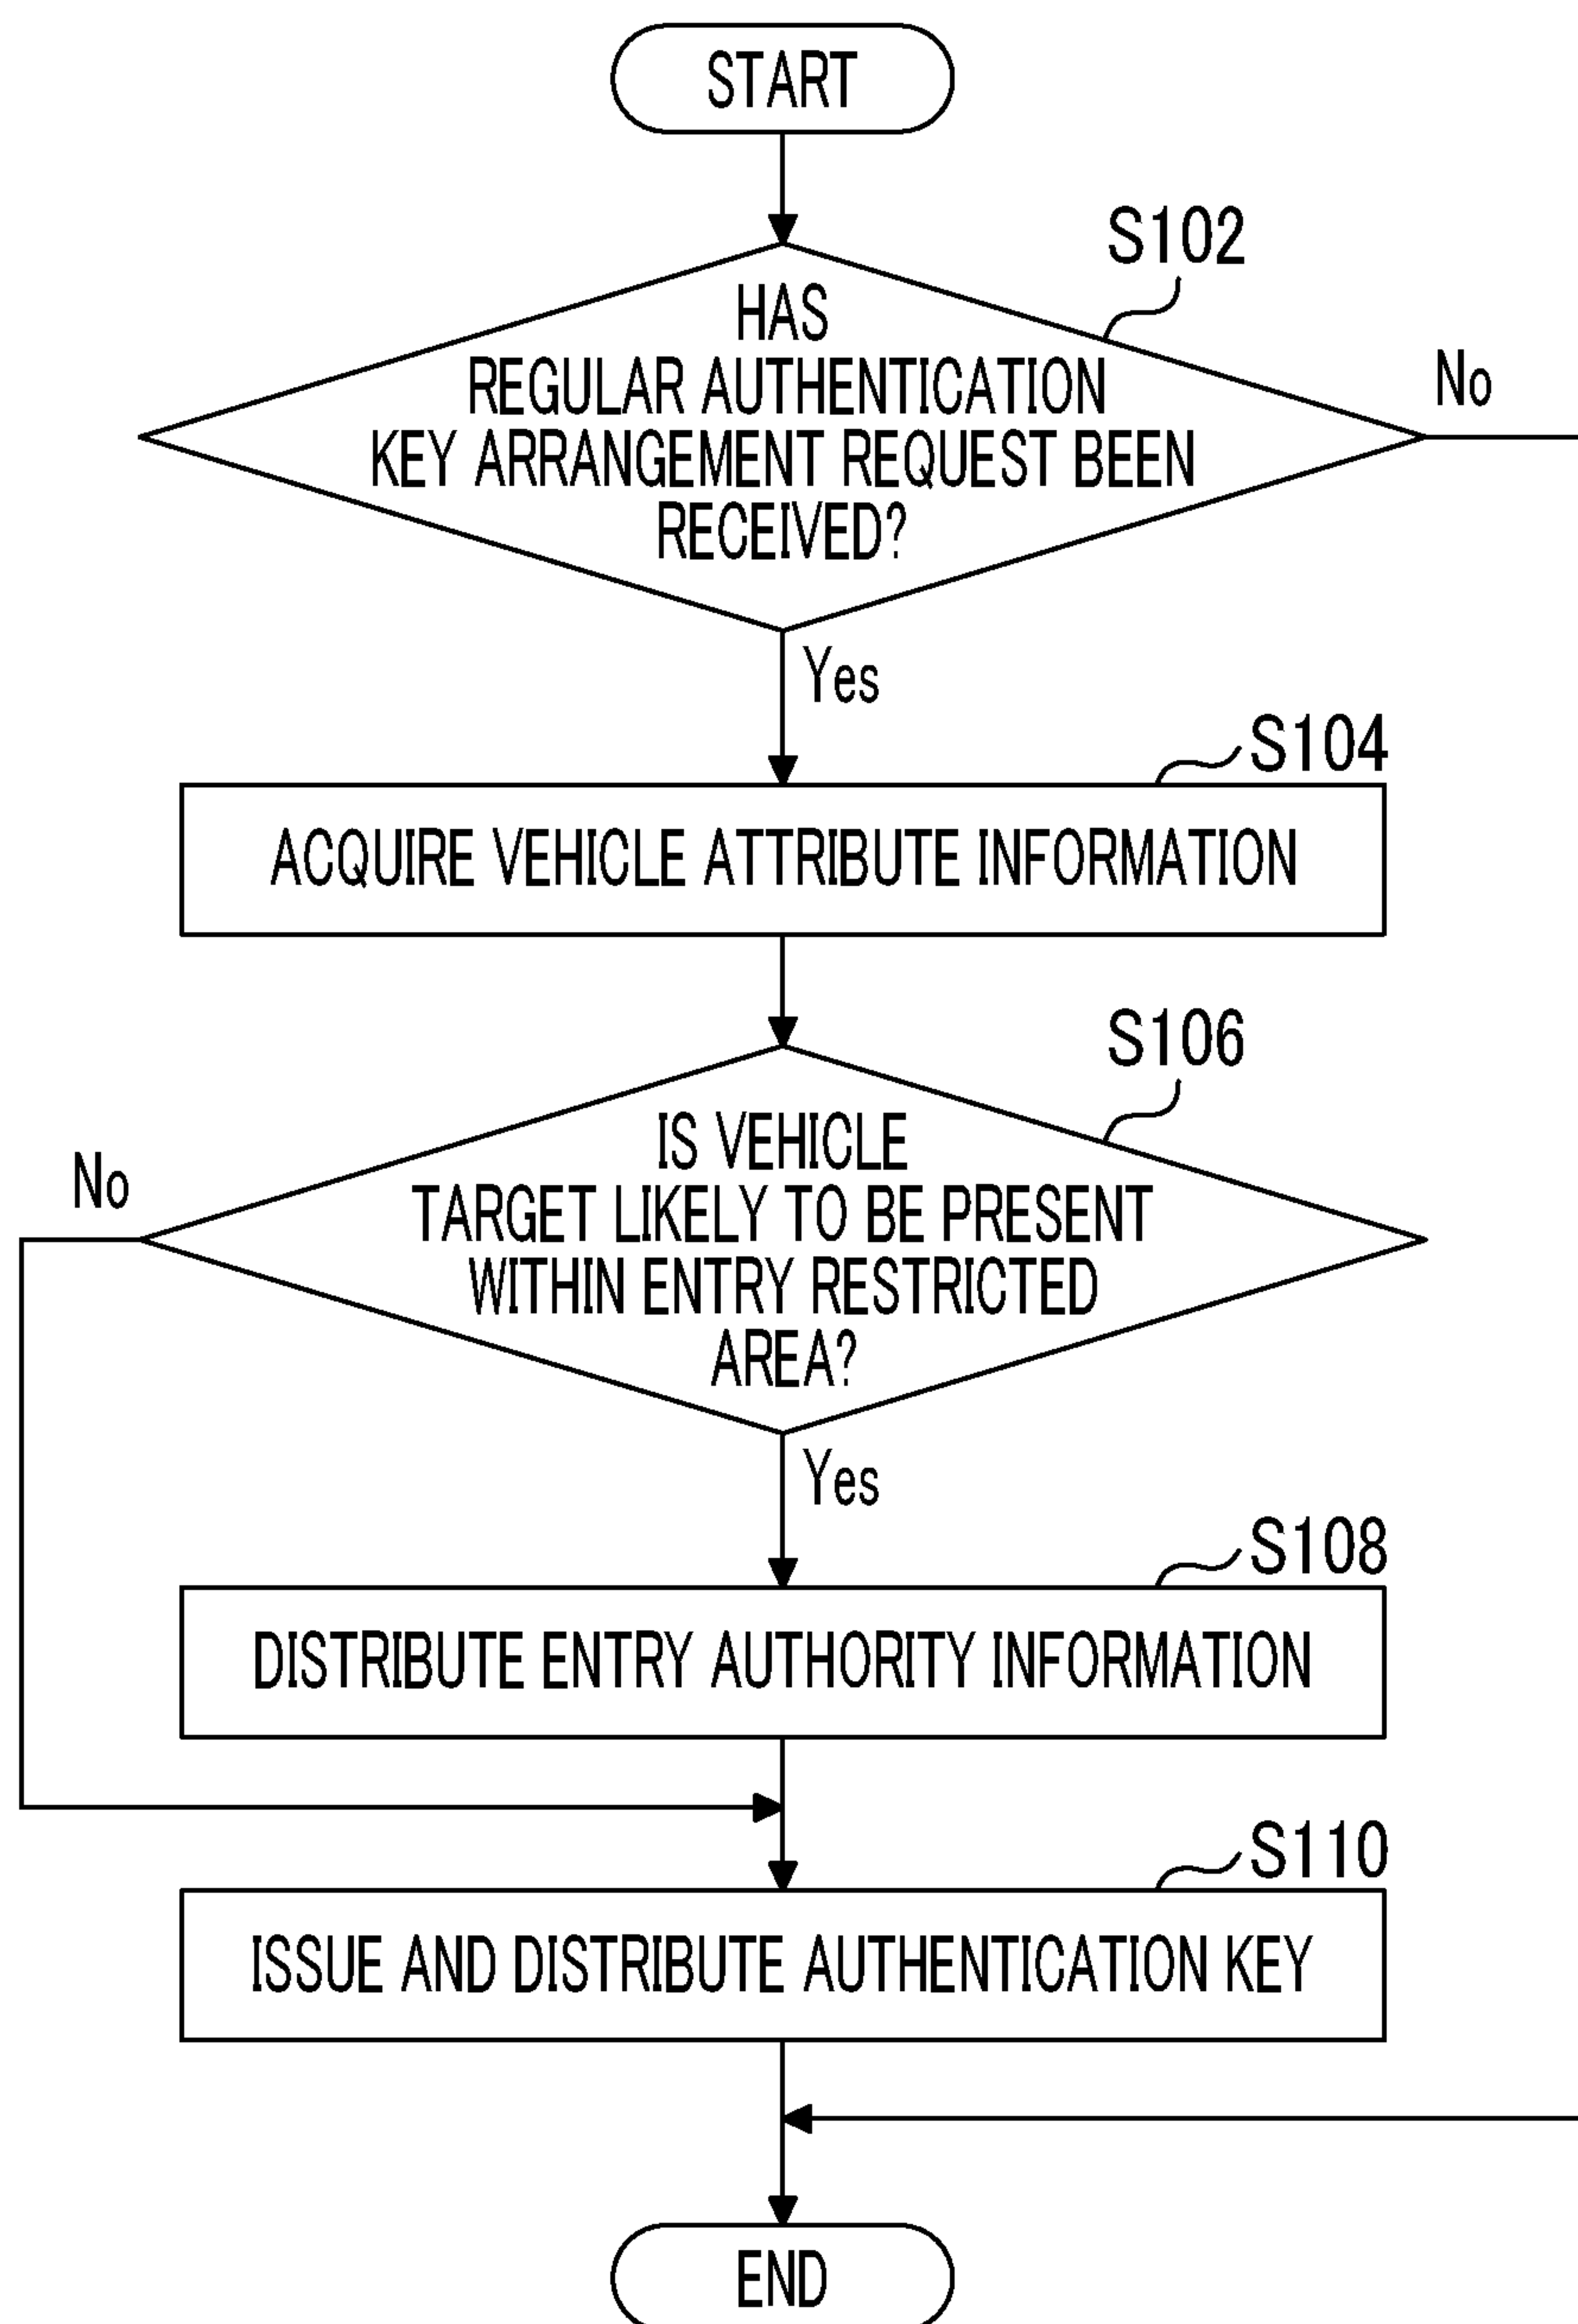 START
S102
HAS
REGULAR AUTHENTICATION
KEY ARRANGEMENT REQUEST BEEN
RECEIVED?
No
Yes
S104
ACQUIRE VEHICLE ATTRIBUTE INFORMATION
S106
IS VEHICLE
TARGET LIKELY TO BE PRESENT
WITHIN ENTRY RESTRICTED
AREA?
No
Yes
S108
DISTRIBUTE ENTRY AUTHORITY INFORMATION
S110
ISSUE AND DISTRIBUTE AUTHENTICATION KEY
END